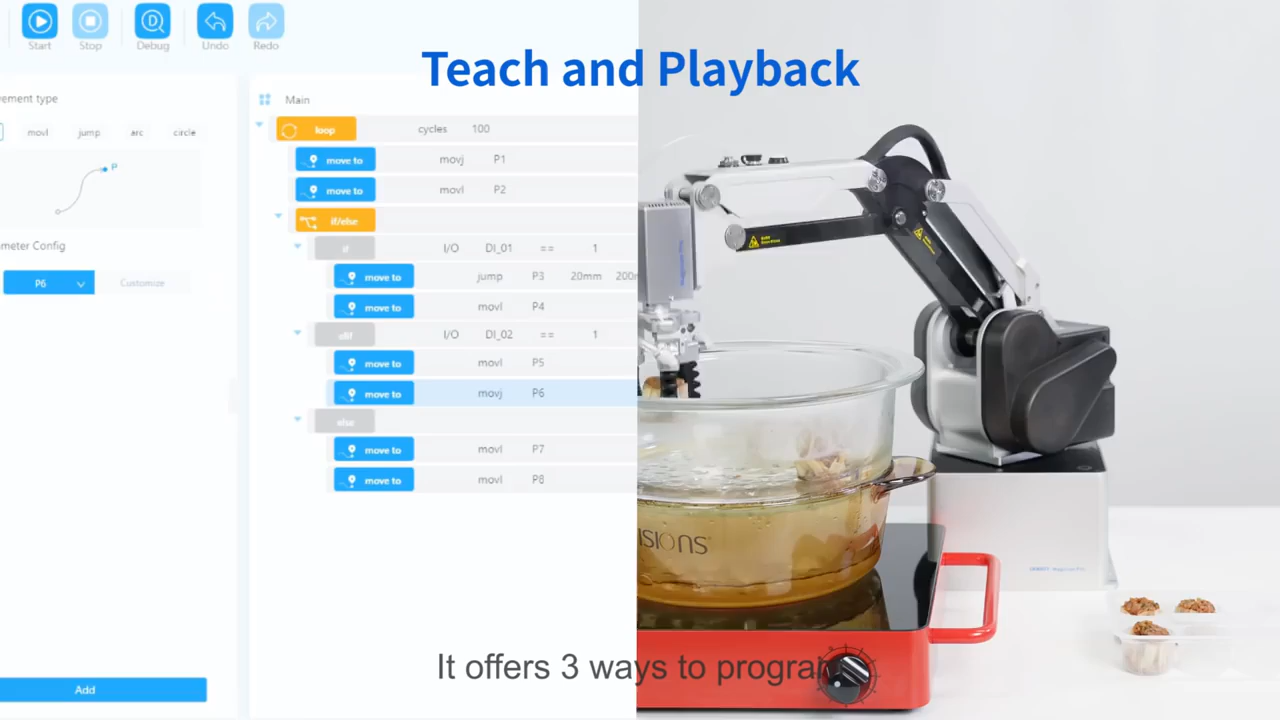 Start
Stop
Debug
Undo
Redo
Teach and Playback
ement type
Main
movl
jump
arc
circle
P
loop
cycles
100
move to
movj
P1
move to
movl
P2
if/else
meter Config
if
I/O
DI_01
==
1
P6
Customize
move to
jump
P3
20mm
200m
move to
movl
P4
I/O
DI_02
==
1
move to
movl
P5
move to
movj
P6
else
move to
movl
P7
move to
movl
P8
ISIONS
It offers 3 ways to program
Add